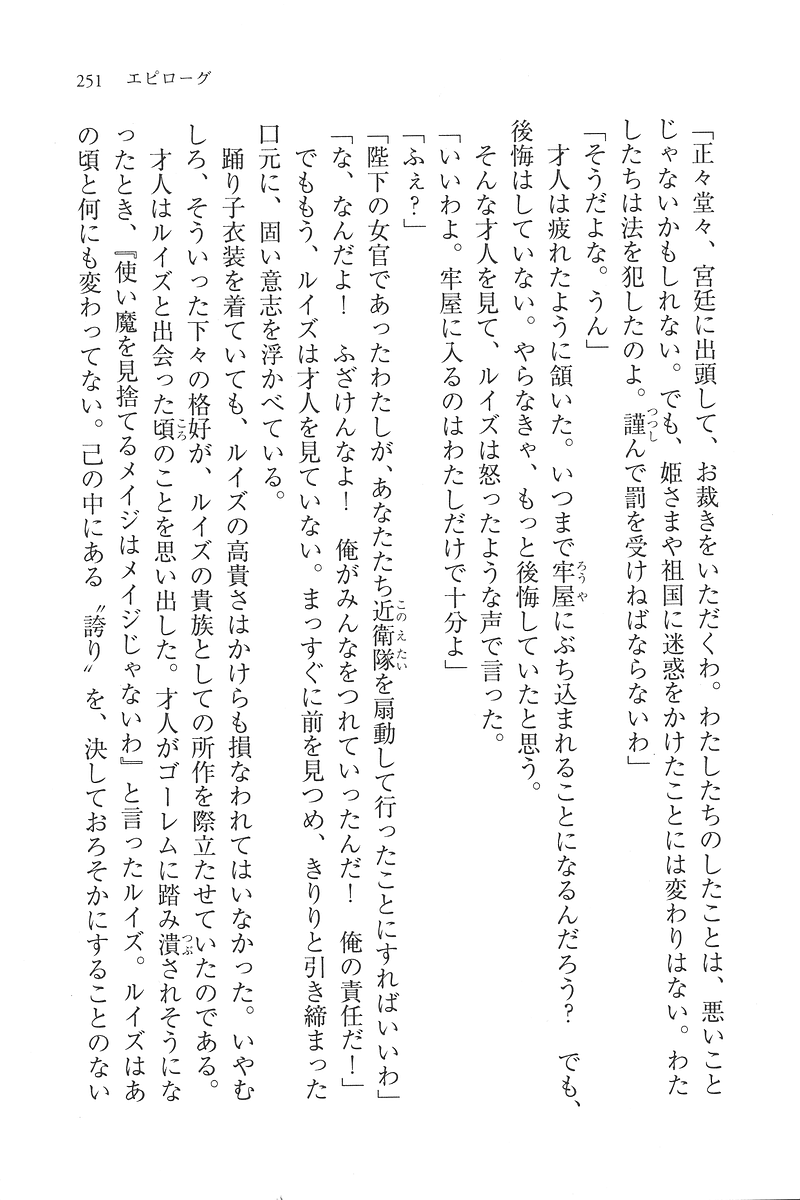 251　エピローグ
「正々堂々、宮廷に出頭して、お裁きをいただくわ。わたしたちのしたことは、悪いこと
じゃないかもしれない。でも、姫さまや祖国に迷惑をかけたことには変わりはない。わた
したちは法を犯したのよ。謹んで罰を受けねばならないわ」
「そうだよな。うん」
　才人は疲れたように頷いた。いつまで牢屋にぶち込まれることになるんだろう？　でも、
後悔はしていない。やらなきゃ、もっと後悔していたと思う。
　そんな才人を見て、ルイズは怒ったような声で言った。
「いいわよ。牢屋に入るのはわたしだけで十分よ」
「ふぇ？」
「陛下の女官であったわたしが、あなたたち近衛隊を扇動して行ったことにすればいいわ」
「な、なんだよ！　ふざけんなよ！　俺がみんなをつれていったんだ！　俺の責任だ！」
　でももう、ルイズは才人を見ていない。まっすぐに前を見つめ、きりりと引き締まった
口元に、固い意志を浮かべている。
　踊り子衣装を着ていても、ルイズの高貴さはかけらも損なわれてはいなかった。いやむ
しろ、そういった下々の格好が、ルイズの貴族としての所作を際立たせていたのである。
　才人はルイズと出会った頃のことを思い出した。才人がゴーレムに踏み潰されそうにな
ったとき、『使い魔を見捨てるメイジはメイジじゃないわ』と言ったルイズ。ルイズはあ
の頃と何にも変わってない。己の中にある〝誇り〟を、決しておろそかにすることのない